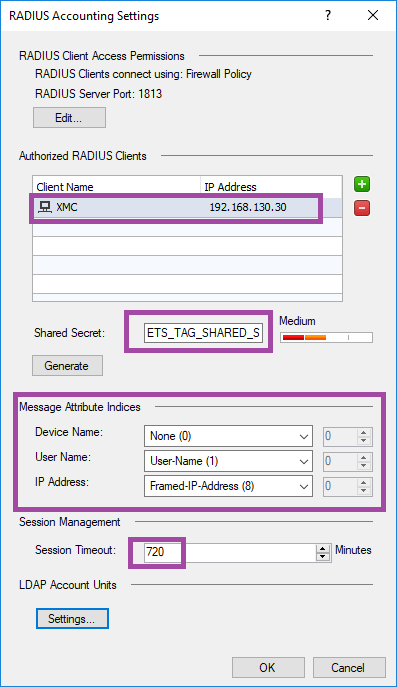 RADIUS Accounting Settings ? ×
RADIUS Client Access Permissions
RADIUS Clients connect using: Firewall Policy
RADIUS Server Port: 1813
Edit...
Authorized RADIUS Clients
Client Name IP Address
XMC 192.168.130.30
Medium
Shared Secret: ETS_TAG_SHARED_S
Generate
Message Attribute Indices
Device Name: None (0) 0
User Name: User-Name (1) 0
IP Address: Framed-IP-Address (8) 0
Session Management
Session Timeout: 720 Minutes
LDAP Account Units
Settings...
OK Cancel